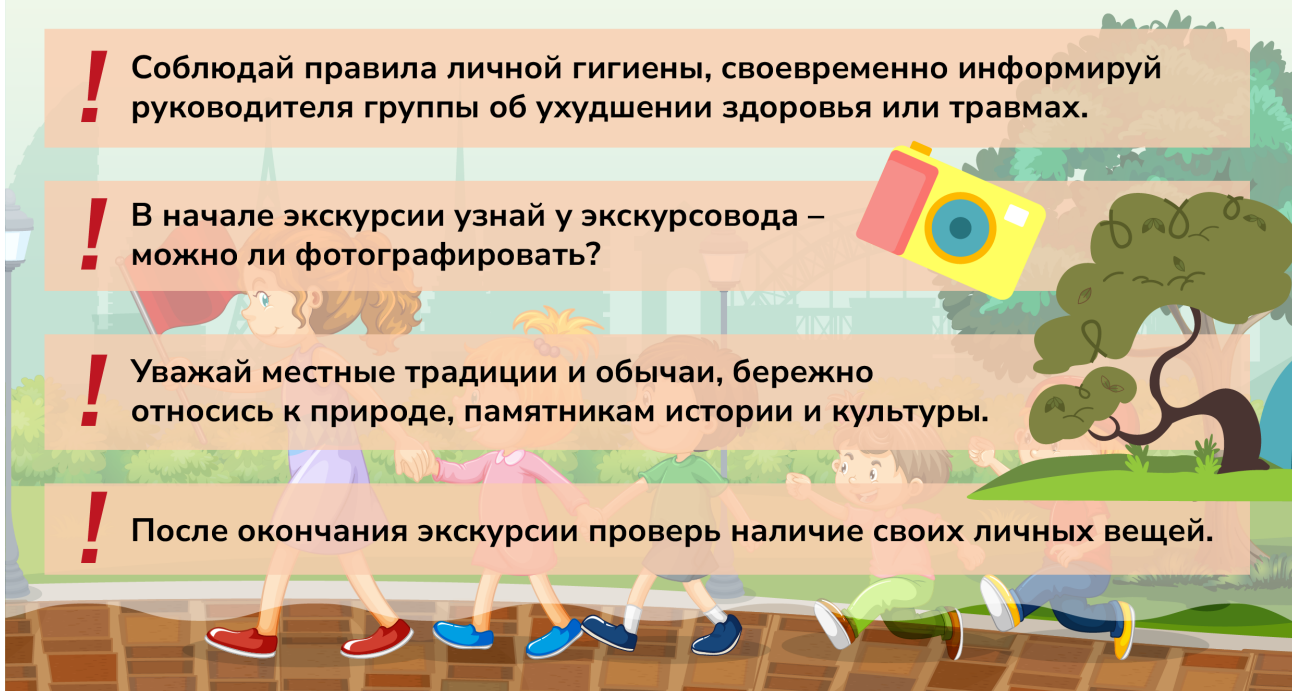 ! Соблюдай правила личной гигиены, своевременно информируй
руководителя группы об ухудшении здоровья или травмах.
! В начале экскурсии узнай у экскурсовода –
можно ли фотографировать?
! Уважай местные традиции и обычаи, бережно
относись к природе, памятникам истории и культуры.
! После окончания экскурсии проверь наличие своих личных вещей.